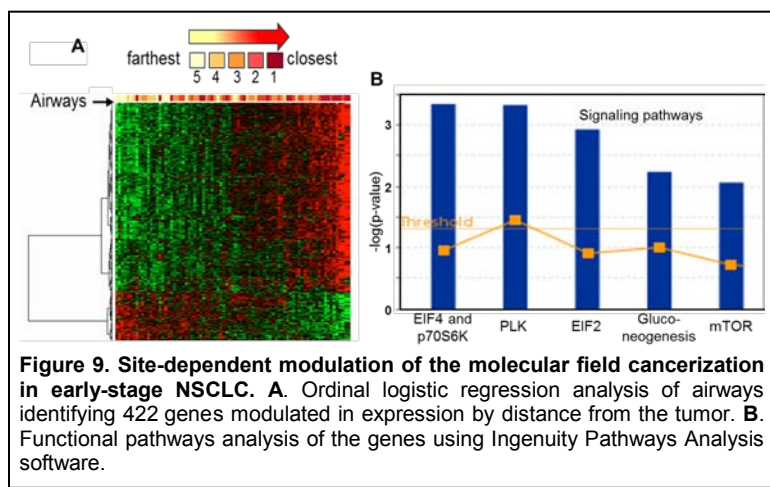 A
farthest closest
5 4 3 2 1
Airways
B
Signaling pathways
3
2
1
0
-log(p-value)
Threshold
EIF4 and
p70S6K
PLK
EIF2
Gluco-
neogenesis
mTOR
Figure 9. Site-dependent modulation of the molecular field cancerization
in early-stage NSCLC. A. Ordinal logistic regression analysis of airways
identifying 422 genes modulated in expression by distance from the tumor. B.
Functional pathways analysis of the genes using Ingenuity Pathways Analysis
software.